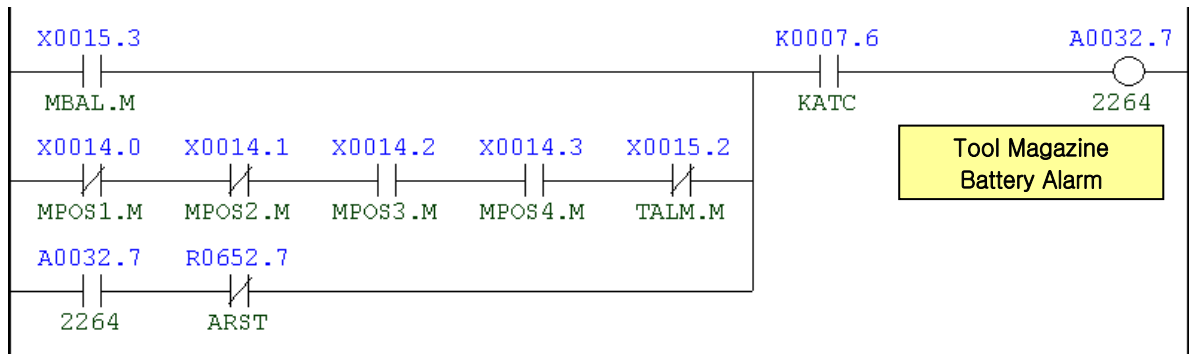 X0015.3 K0007.6 A0032.7
MBAL.M KATC 2264
X0014.0 X0014.1 X0014.2 X0014.3 X0015.2
MPOS1.M MPOS2.M MPOS3.M MPOS4.M TALM.M
Tool Magazine
Battery Alarm
A0032.7 R0652.7
2264 ARST